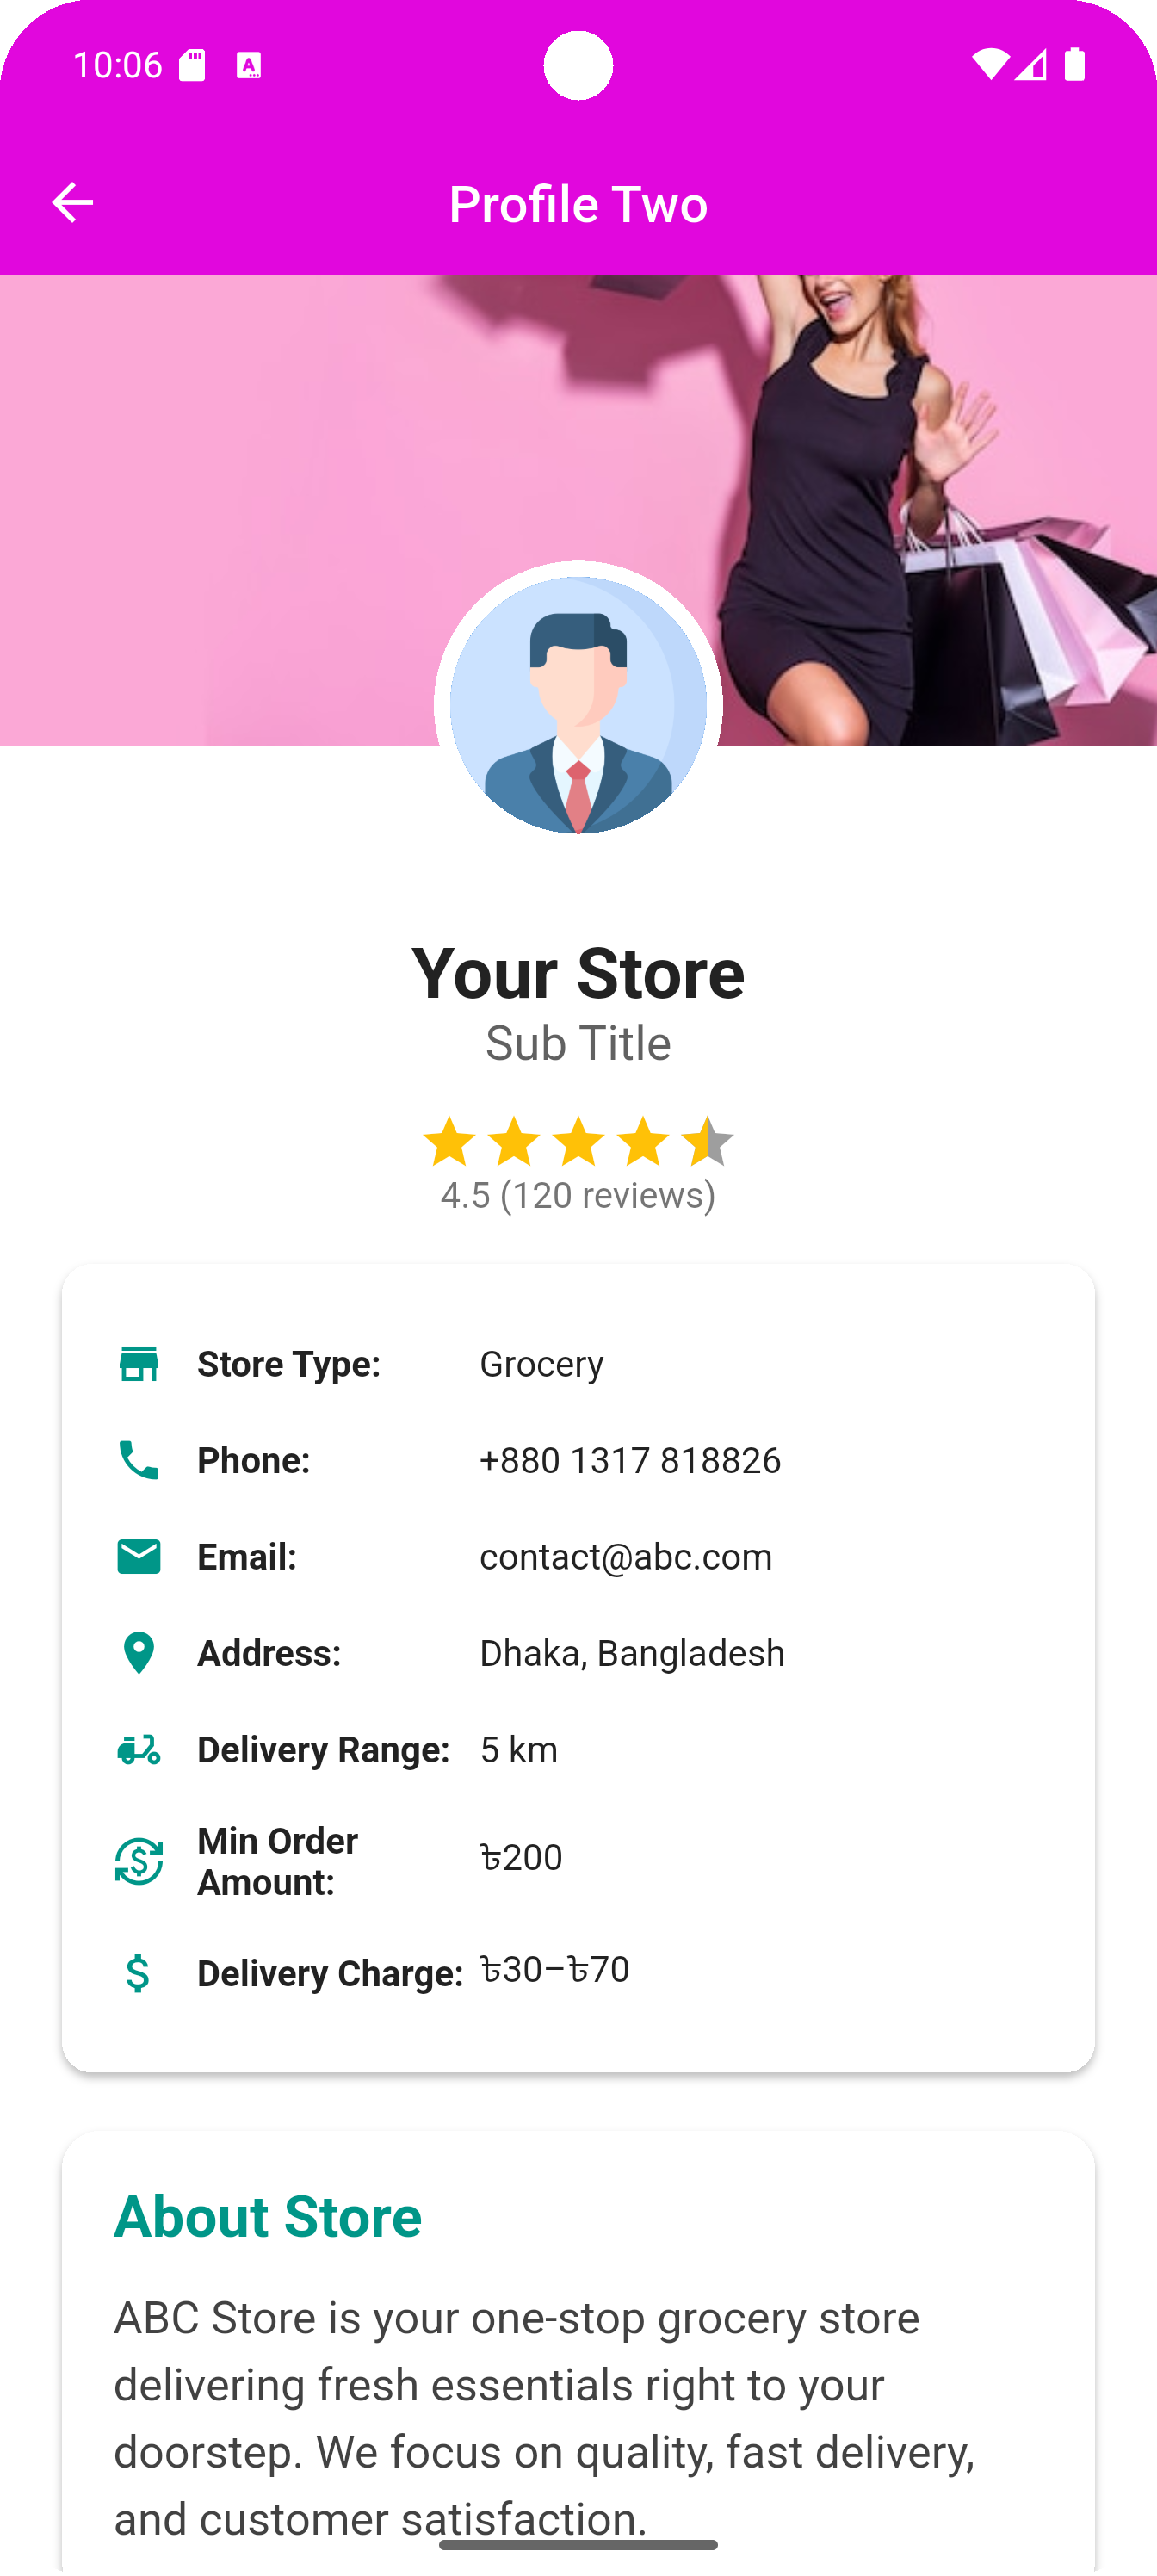 10:06
Profile Two
Your Store
Sub Title
4.5 (120 reviews)
Store Type: Grocery
Phone: +880 1317 818826
Email: contact@abc.com
Address: Dhaka, Bangladesh
Delivery Range: 5 km
Min Order
Amount: ৳200
Delivery Charge: ৳30–৳70
About Store
ABC Store is your one-stop grocery store
delivering fresh essentials right to your
doorstep. We focus on quality, fast delivery,
and customer satisfaction.